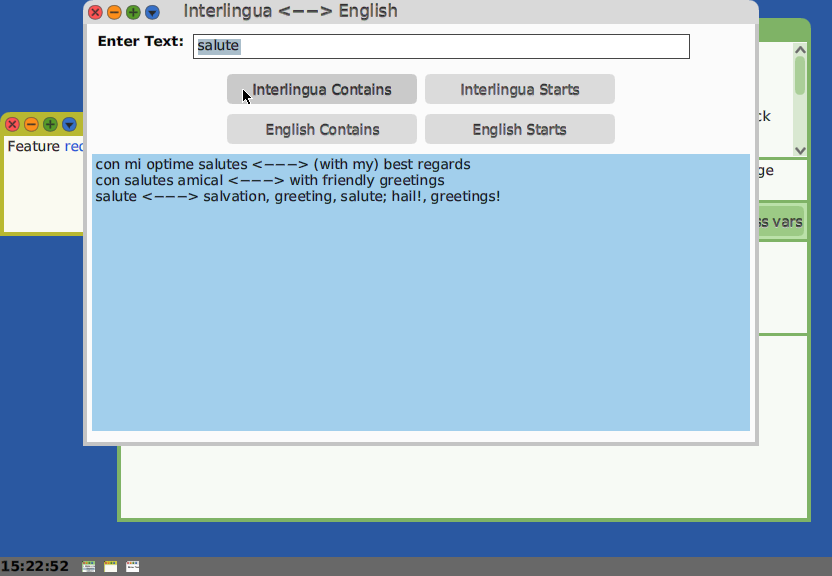 Interlingua <−−> English
Enter Text: salute
Interlingua Contains Interlingua Starts
English Contains English Starts
con mi optime salutes <−−−> (with my) best regards
con salutes amical <−−−> with friendly greetings
salute <−−−> salvation, greeting, salute; hail!, greetings!
Feature
ck
ge
ss vars
15:22:52